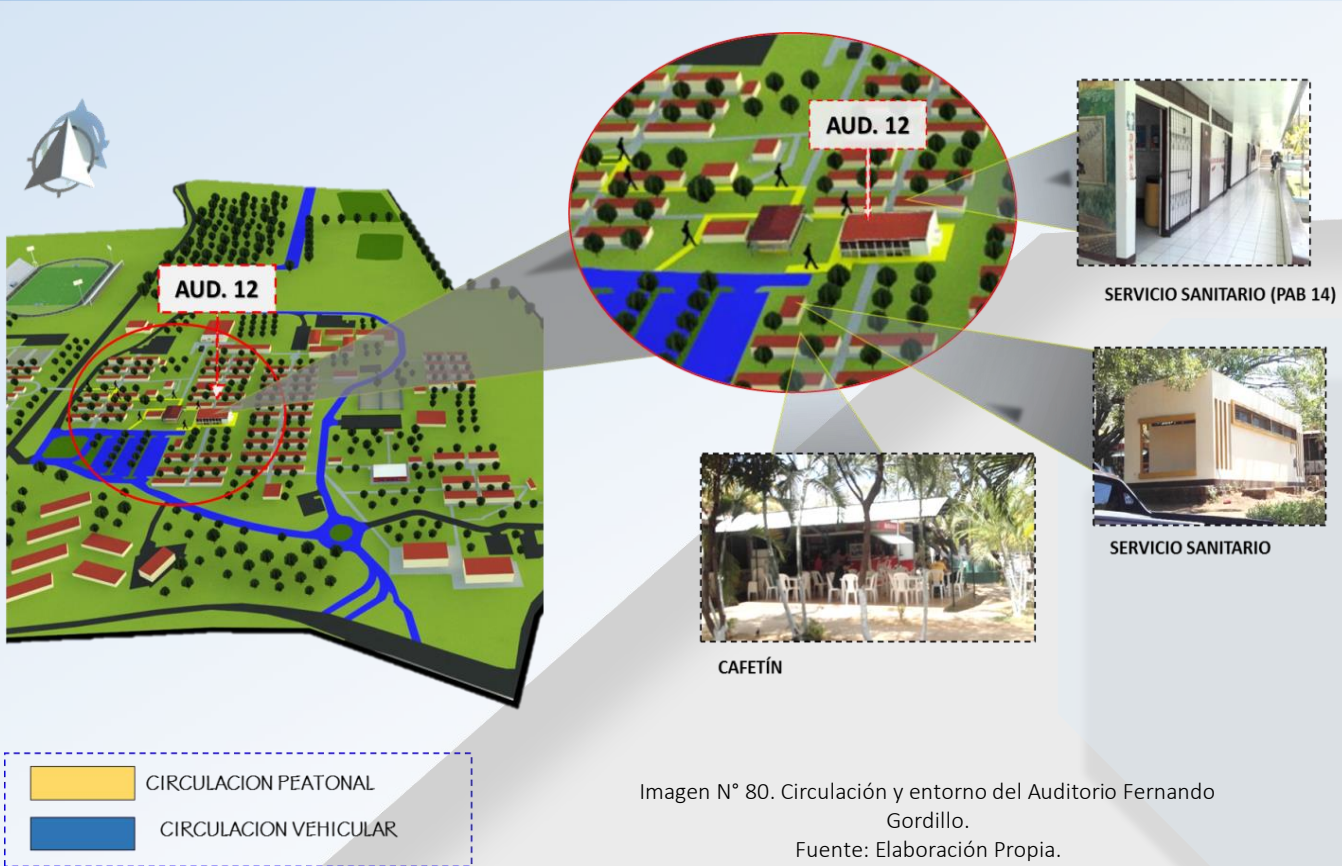 AUD. 12
SERVICIO SANITARIO (PAB 14)
AUD. 12
SERVICIO SANITARIO
CAFETÍN
CIRCULACION PEATONAL
CIRCULACION VEHICULAR
Imagen N° 80. Circulación y entorno del Auditorio Fernando
Gordillo.
Fuente: Elaboración Propia.